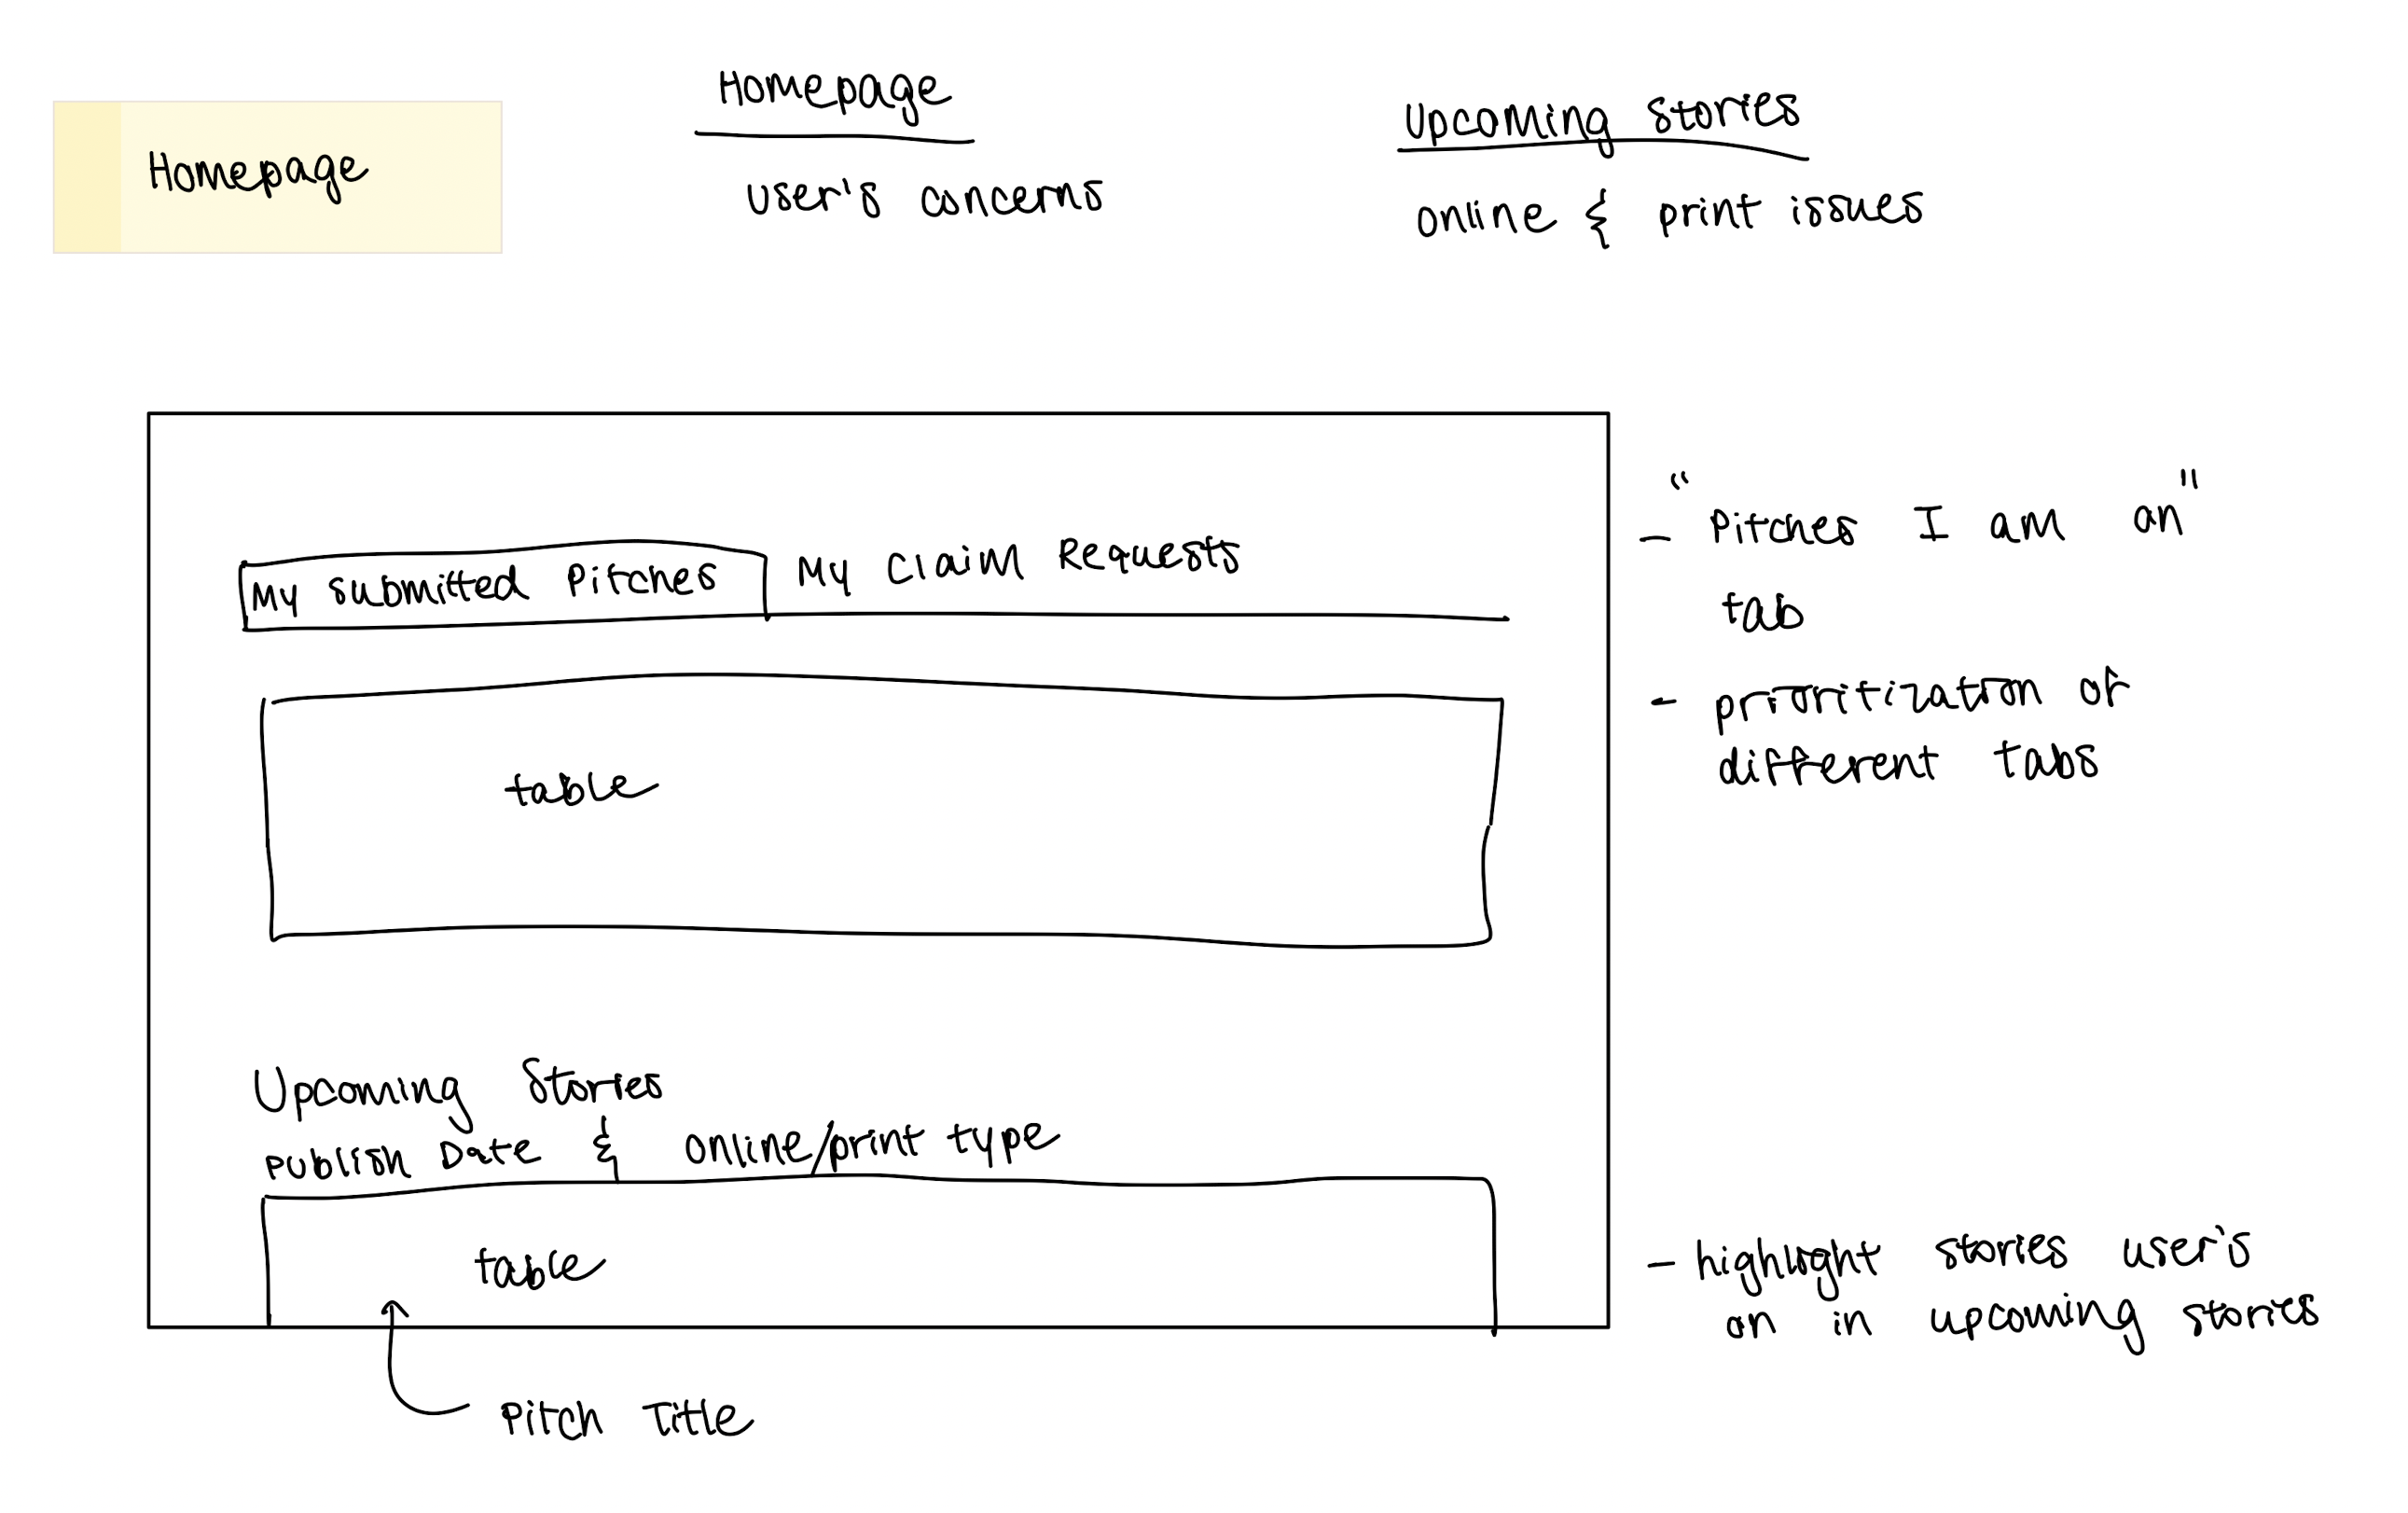 Homepage
Homepage
User's concerns
Upcoming Stories
online & print issues
My submitted Pitches
My Claim Requests
table
Upcoming Stories
Publish Date & online/print type
table
Pitch Title
- "Pitches I am on"
tab
- prioritization of
different tabs
- highlight stories user's
on in upcoming stories